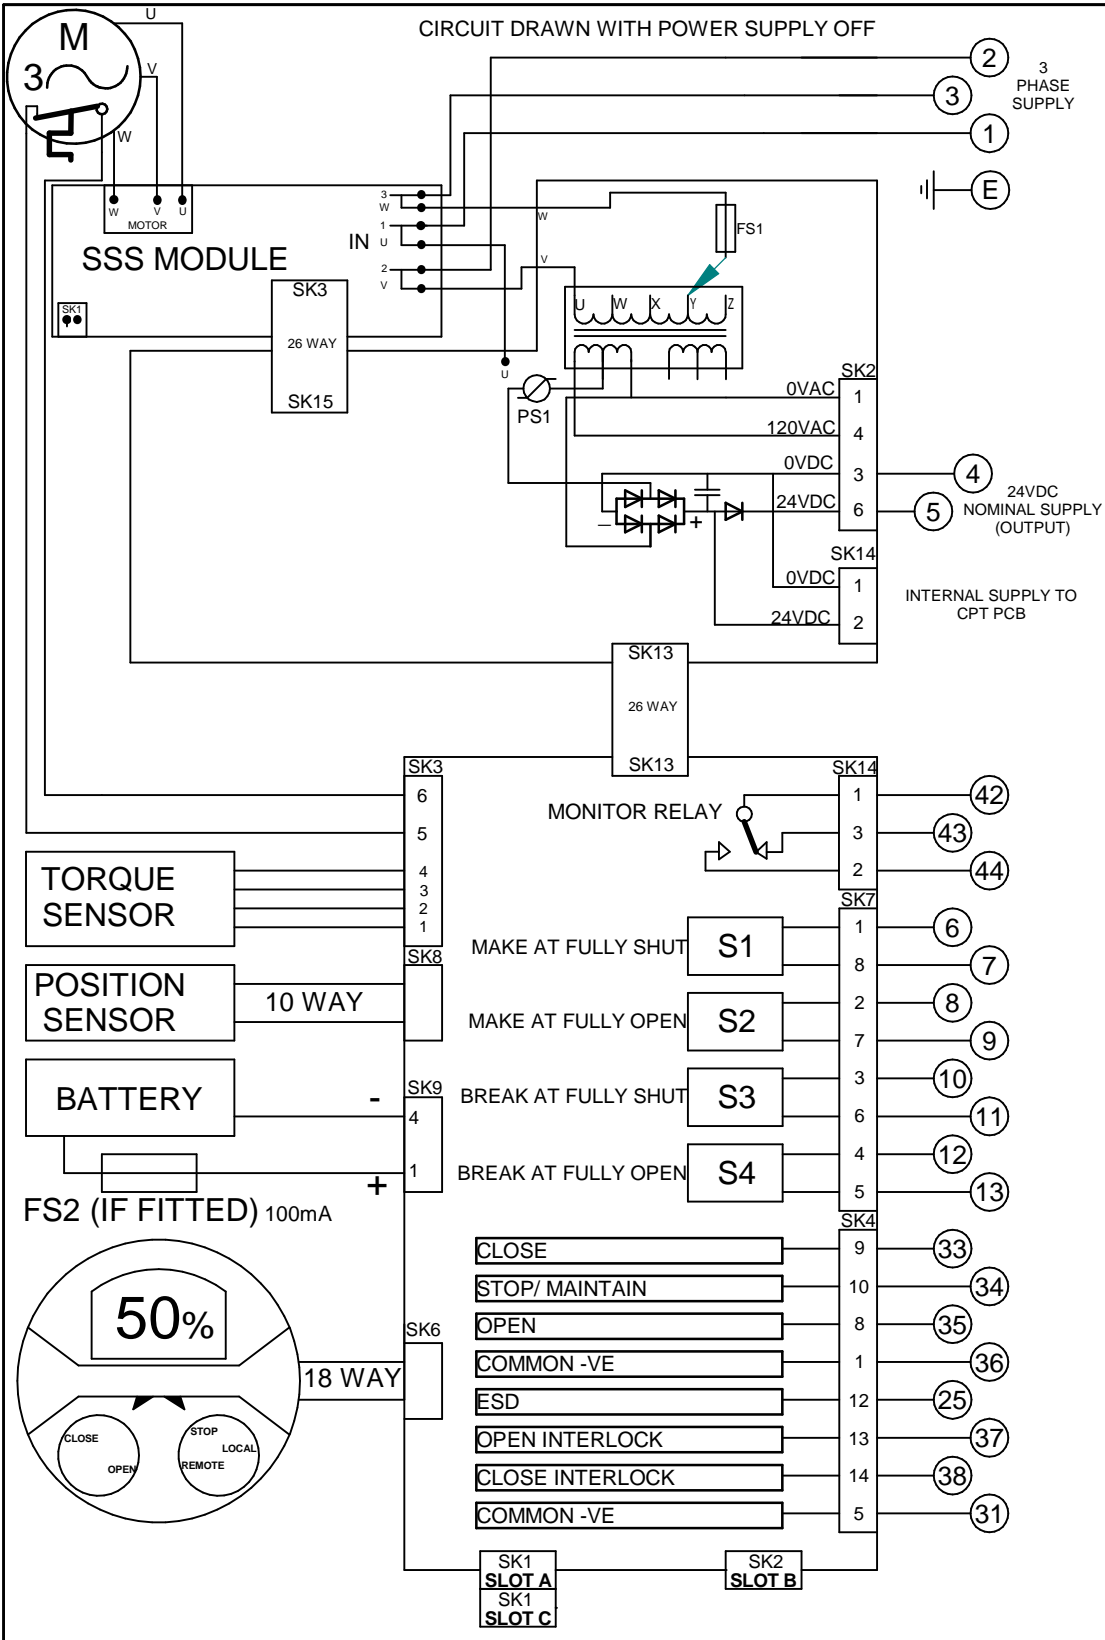 U
M
CIRCUIT DRAWN WITH POWER SUPPLY OFF
2
3 PHASE SUPPLY
3
V
3
1
W
E
W
V
U
MOTOR
3
W
1
U
2
V
IN
W
FS1
SSS MODULE
V
SK1
SK3
26 WAY
SK15
U
W
X
Y
Z
U
PS1
SK2
0VAC
1
120VAC
4
0VDC
3
4
24VDC
6
5
24VDC
NOMINAL SUPPLY
(OUTPUT)
–
+
SK14
0VDC
1
24VDC
2
INTERNAL SUPPLY TO
CPT PCB
SK13
26 WAY
SK13
SK3
6
5
4
3
2
1
MONITOR RELAY
SK14
1
42
3
43
2
44
TORQUE
SENSOR
SK7
MAKE AT FULLY SHUT
S1
1
6
8
7
SK8
POSITION
SENSOR
10 WAY
MAKE AT FULLY OPEN
S2
2
8
7
9
BATTERY
-
SK9
4
1
+
BREAK AT FULLY SHUT
S3
3
10
6
11
BREAK AT FULLY OPEN
S4
4
12
5
13
FS2 (IF FITTED) 100mA
SK4
CLOSE
9
33
STOP/ MAINTAIN
10
34
OPEN
8
35
COMMON -VE
1
36
ESD
12
25
OPEN INTERLOCK
13
37
CLOSE INTERLOCK
14
38
COMMON -VE
5
31
50%
SK6
18 WAY
CLOSE
OPEN
STOP
LOCAL
REMOTE
SK1
SLOT A
SK1
SLOT C
SK2
SLOT B